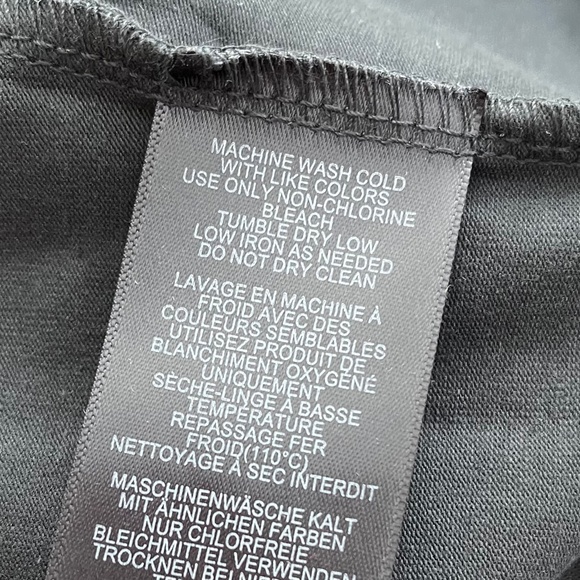 MACHINE WASH COLD
WITH LIKE COLORS
USE ONLY NON-CHLORINE
BLEACH
TUMBLE DRY LOW
LOW IRON AS NEEDED
DO NOT DRY CLEAN
LAVAGE EN MACHINE À
FROID AVEC DES
COULEURS SEMBLABLES
UTILISEZ PRODUIT DE
BLANCHIMENT OXYGÉNÉ
UNIQUEMENT
SÈCHE-LINGE À BASSE
TEMPÉRATURE
REPASSAGE FER
FROID(110°C)
NETTOYAGE À SEC INTERDIT
MASCHINENWÄSCHE KALT
MIT ÄHNLICHEN FARBEN
NUR CHLORFREIE
BLEICHMITTEL VERWENDEN
TROCKNEN BEI